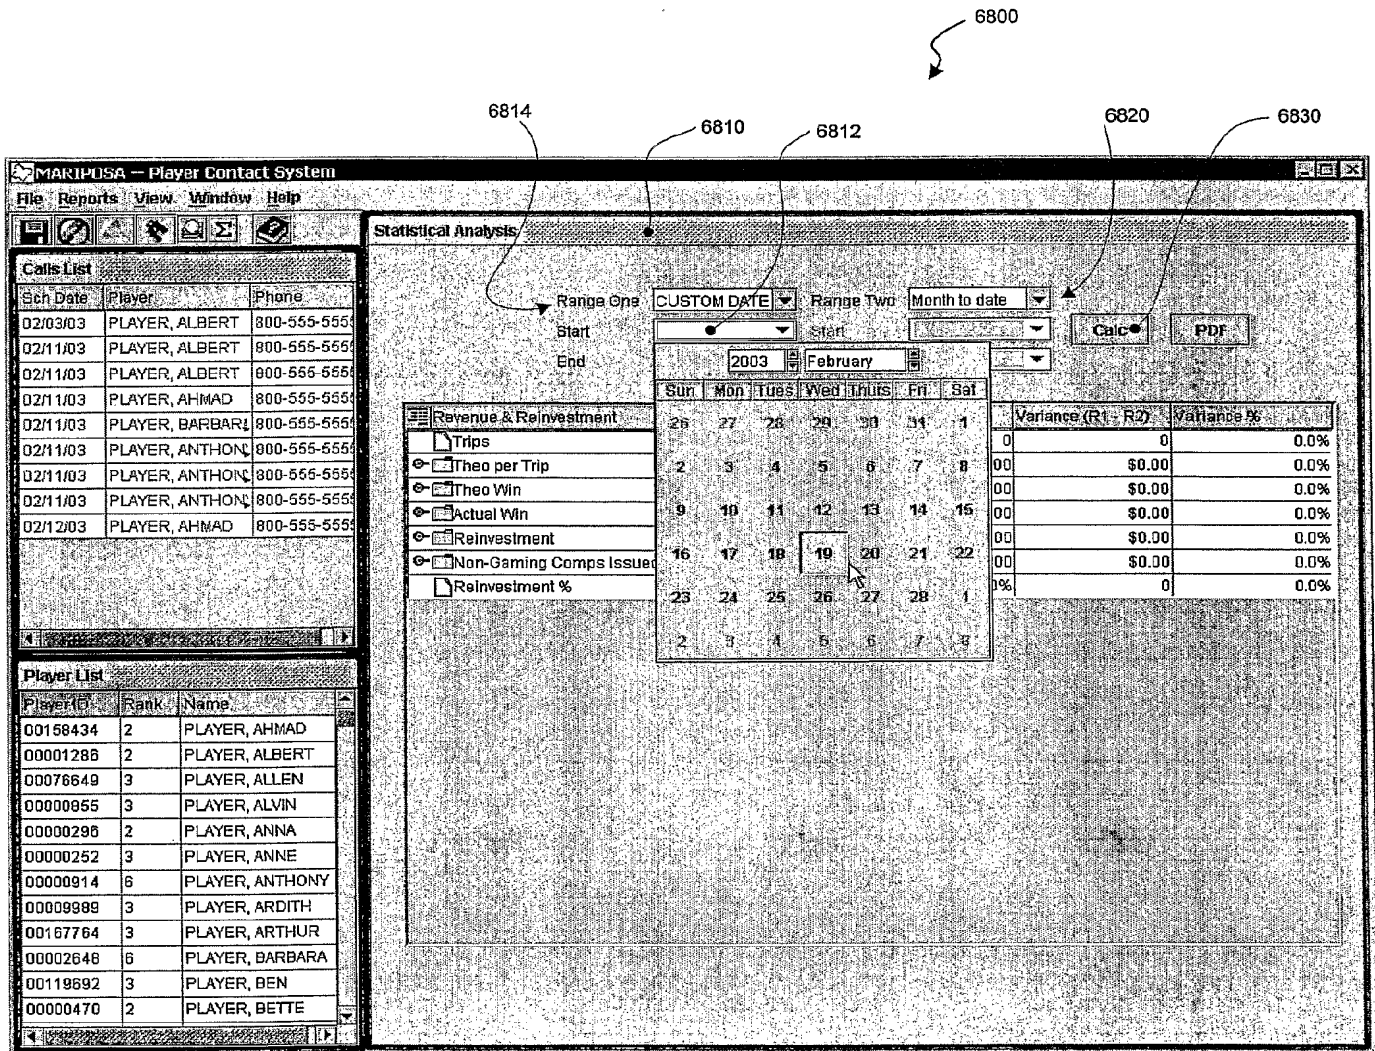 6800
6814
6810
6812
6820
6830
MARIPOSA -- Player Contact System
File Reports View Window Help
Calls List
Sch Date Player Phone
02/03/03 PLAYER, ALBERT 800-555-555
02/11/03 PLAYER, ALBERT 800-555-555
02/11/03 PLAYER, ALBERT 800-555-555
02/11/03 PLAYER, AHMAD 800-555-555
02/11/03 PLAYER, BARBAR 800-555-555
02/11/03 PLAYER, ANTHON 800-555-555
02/11/03 PLAYER, ANTHON 800-555-555
02/11/03 PLAYER, ANTHON 800-555-555
02/12/03 PLAYER, AHMAD 800-555-555
Player List
Player ID Rank Name
00158434 2 PLAYER, AHMAD
00001286 2 PLAYER, ALBERT
00076649 3 PLAYER, ALLEN
00000855 3 PLAYER, ALVIN
00000296 2 PLAYER, ANNA
00000252 3 PLAYER, ANNE
00000914 6 PLAYER, ANTHONY
00009989 3 PLAYER, ARDITH
00167764 3 PLAYER, ARTHUR
00002648 6 PLAYER, BARBARA
00119692 3 PLAYER, BEN
00000470 2 PLAYER, BETTE
Statistical Analysis
Range One CUSTOM DATE Range Two Month to date
Start Start Calc PDF
End
2003 February
Sun Mon Tues Wed Thurs Fri Sat
26 27 28 29 30 31 1
2 3 4 5 6 7 8
9 10 11 12 13 14 15
16 17 18 19 20 21 22
23 24 25 26 27 28 1
2 3 4 5 6 7 8
Revenue & Reinvestment Variance (R1 - R2) Variance %
Trips 0 0 0.0%
Theo per Trip 00 $0.00 0.0%
Theo Win 00 $0.00 0.0%
Actual Win 00 $0.00 0.0%
Reinvestment 00 $0.00 0.0%
Non-Gaming Comps Issued 00 $0.00 0.0%
Reinvestment % % 0 0.0%